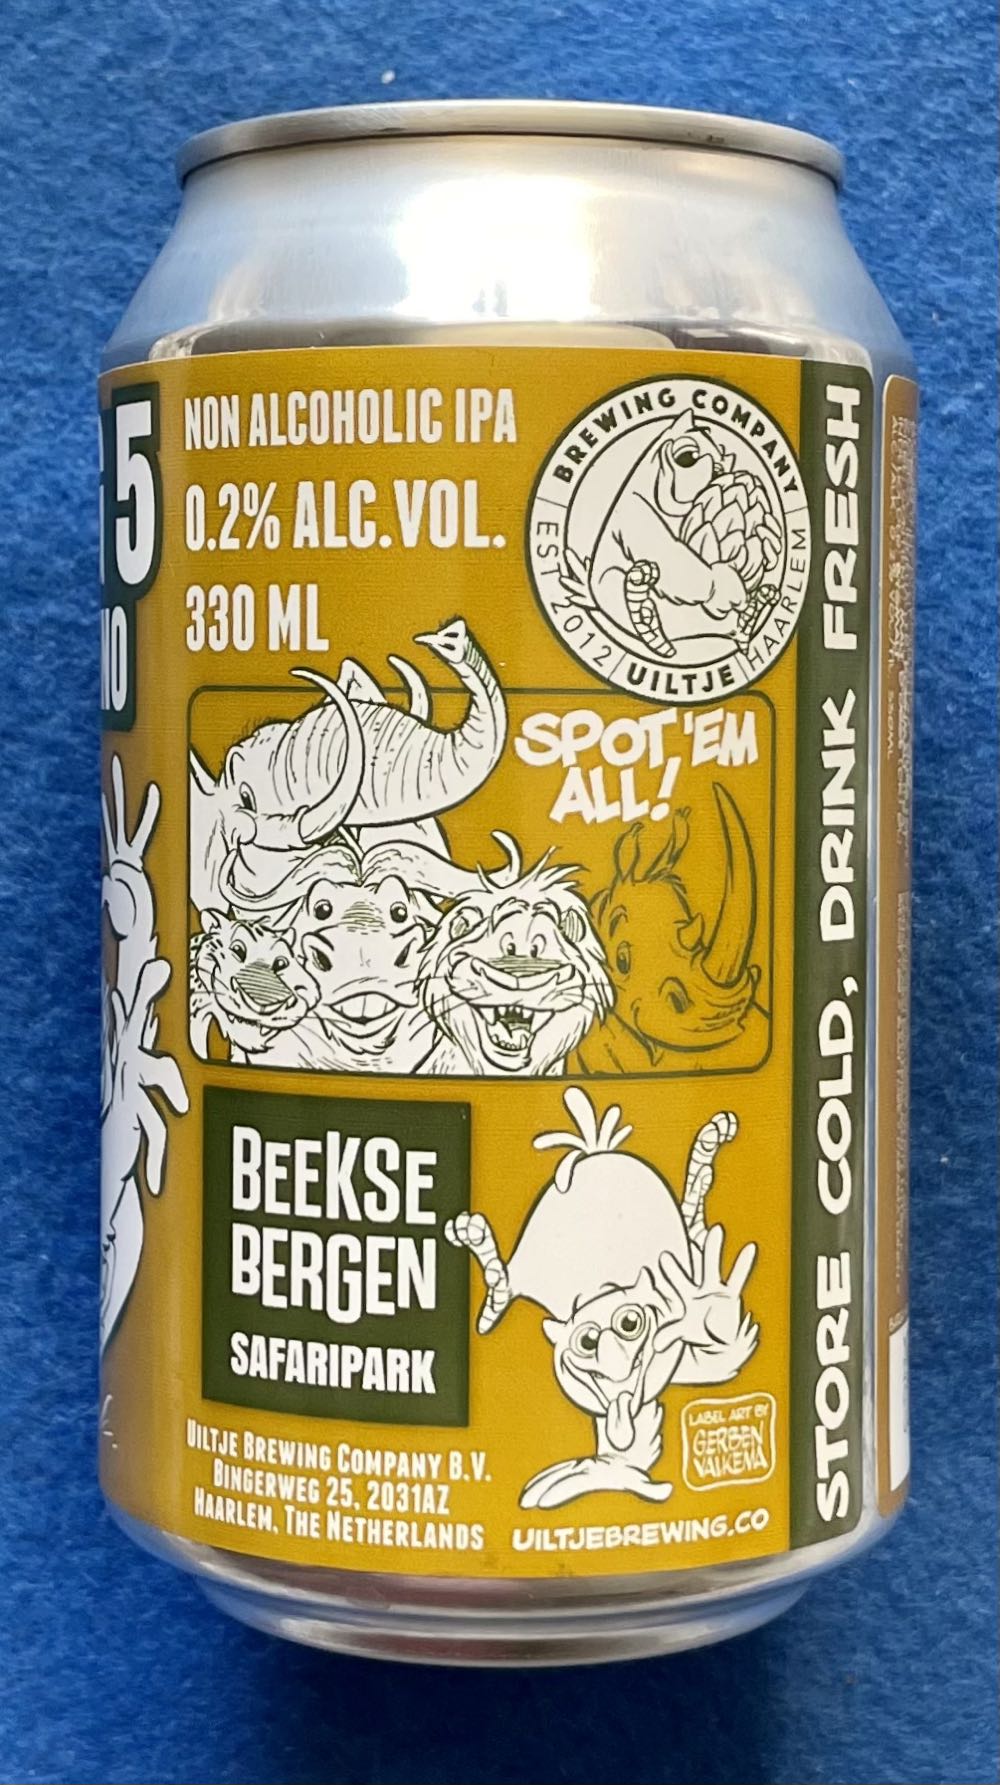 5
NO
NON ALCOHOLIC IPA
0.2% ALC.VOL.
330 ML
BREWING COMPANY
EST 2012
UILTJE
HAARLEM
SPOT 'EM
ALL!
BEEKSE
BERGEN
SAFARIPARK
UILTJE BREWING COMPANY B.V.
BINGERWEG 25, 2031AZ
HAARLEM, THE NETHERLANDS
LABEL ART BY
GERBEN
VALKEMA
UILTJEBREWING.CO
STORE COLD, DRINK FRESH